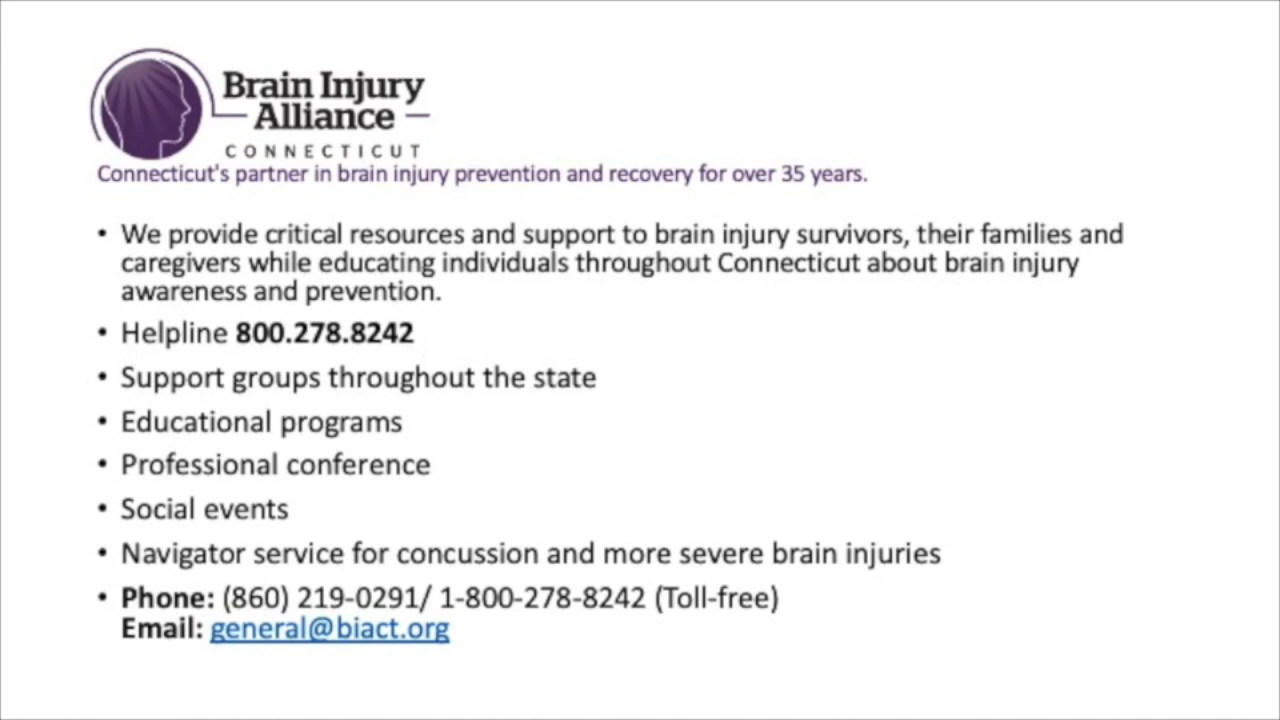 Brain Injury
Alliance
CONNECTICUT
Connecticut's partner in brain injury prevention and recovery for over 35 years.
• We provide critical resources and support to brain injury survivors, their families and
caregivers while educating individuals throughout Connecticut about brain injury
awareness and prevention.
• Helpline 800.278.8242
• Support groups throughout the state
• Educational programs
• Professional conference
• Social events
• Navigator service for concussion and more severe brain injuries
• Phone: (860) 219-0291/ 1-800-278-8242 (Toll-free)
Email: general@biact.org